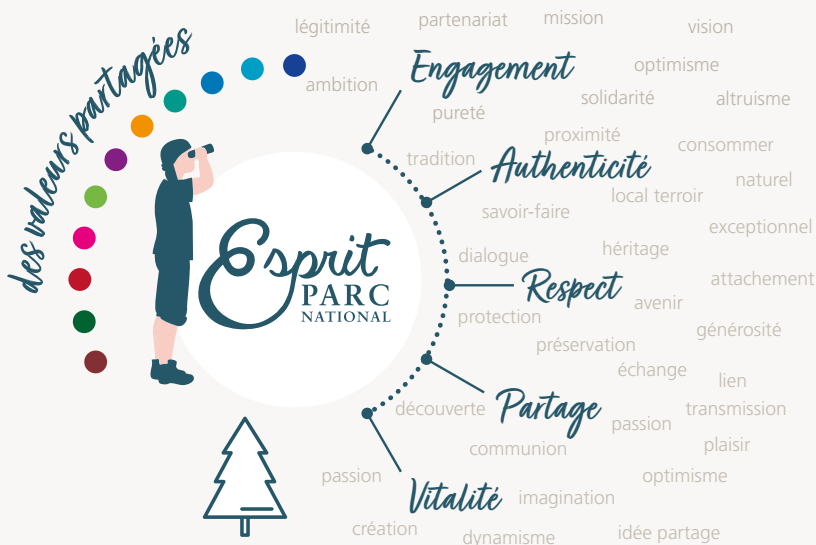 des valeurs partagées
légitimité
partenariat
mission
vision
Engagement
optimisme
ambition
solidarité
altruisme
pureté
proximité
consommer
tradition
Authenticité
naturel
local terroir
savoir-faire
exceptionnel
dialogue
héritage
Esprit
PARC
NATIONAL
Respect
attachement
avenir
protection
générosité
préservation
échange
lien
découverte
Partage
transmission
passion
plaisir
communion
passion
optimisme
Vitalité
imagination
création
dynamisme
idée partage